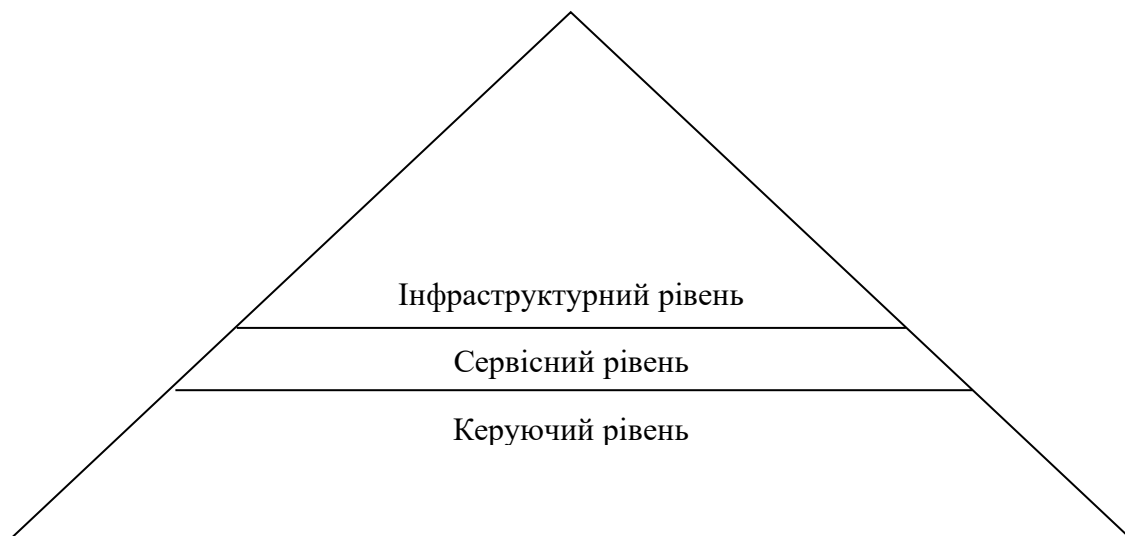 Інфраструктурний рівень
Сервісний рівень
Керуючий рівень